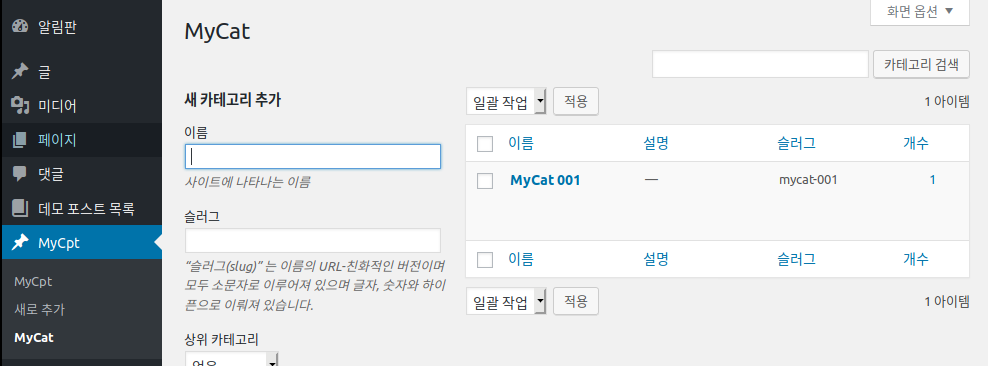 알림판
글
미디어
페이지
댓글
데모 포스트 목록
MyCpt
MyCpt
새로 추가
MyCat
화면 옵션
MyCat
카테고리 검색
새 카테고리 추가
이름
사이트에 나타나는 이름
슬러그
“슬러그(slug)” 는 이름의 URL-친화적인 버전이며
모두 소문자로 이루어져 있으며 글자, 숫자와 하이
픈으로 이뤄져 있습니다.
상위 카테고리
없음
일괄 작업 적용 1 아이템
이름 설명 슬러그 개수
MyCat 001 — mycat-001 1
이름 설명 슬러그 개수
일괄 작업 적용 1 아이템